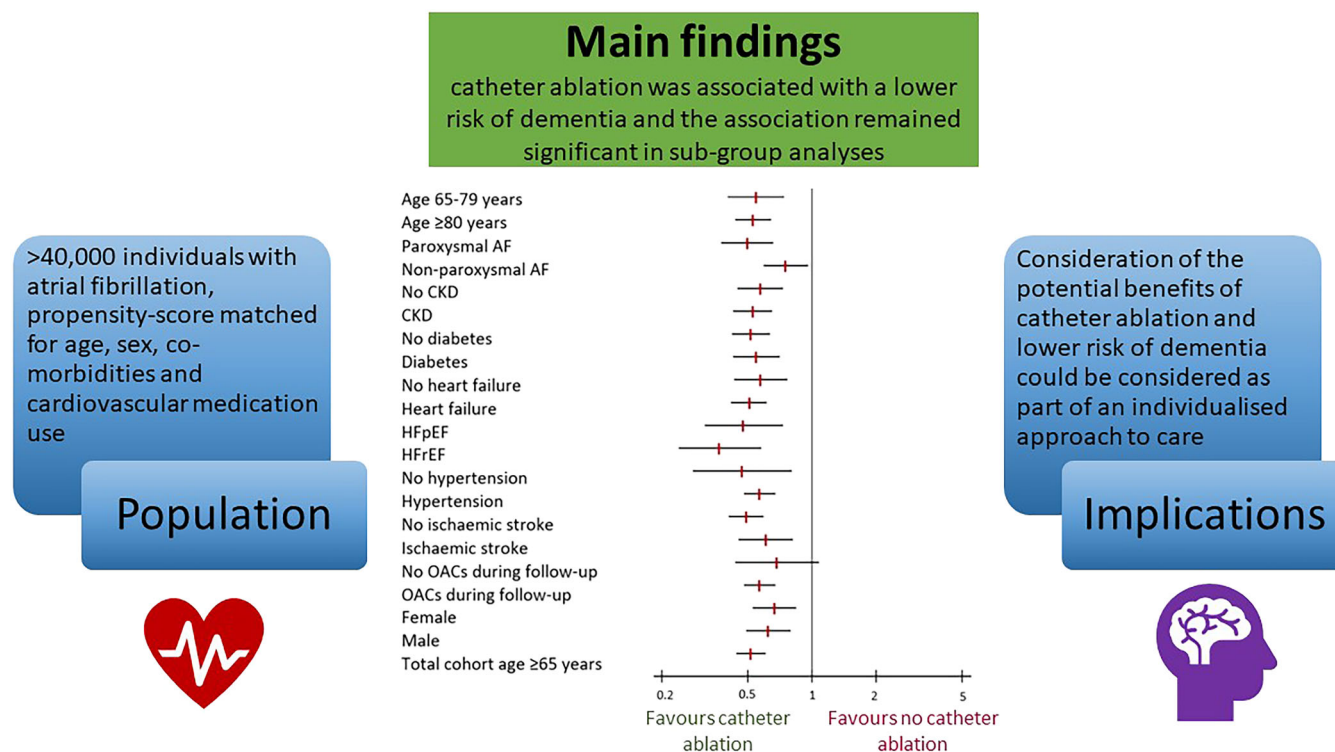 Main findings
catheter ablation was associated with a lower
risk of dementia and the association remained
significant in sub-group analyses
>40,000 individuals with
atrial fibrillation,
propensity-score matched
for age, sex, co-
morbidities and
cardiovascular medication
use
Population
Age 65-79 years
Age ≥80 years
Paroxysmal AF
Non-paroxysmal AF
No CKD
CKD
No diabetes
Diabetes
No heart failure
Heart failure
HFpEF
HFrEF
No hypertension
Hypertension
No ischaemic stroke
Ischaemic stroke
No OACs during follow-up
OACs during follow-up
Female
Male
Total cohort age ≥65 years
0.2 0.5 1 2 5
Favours catheter
ablation
Favours no catheter
ablation
Consideration of the
potential benefits of
catheter ablation and
lower risk of dementia
could be considered as
part of an individualised
approach to care
Implications